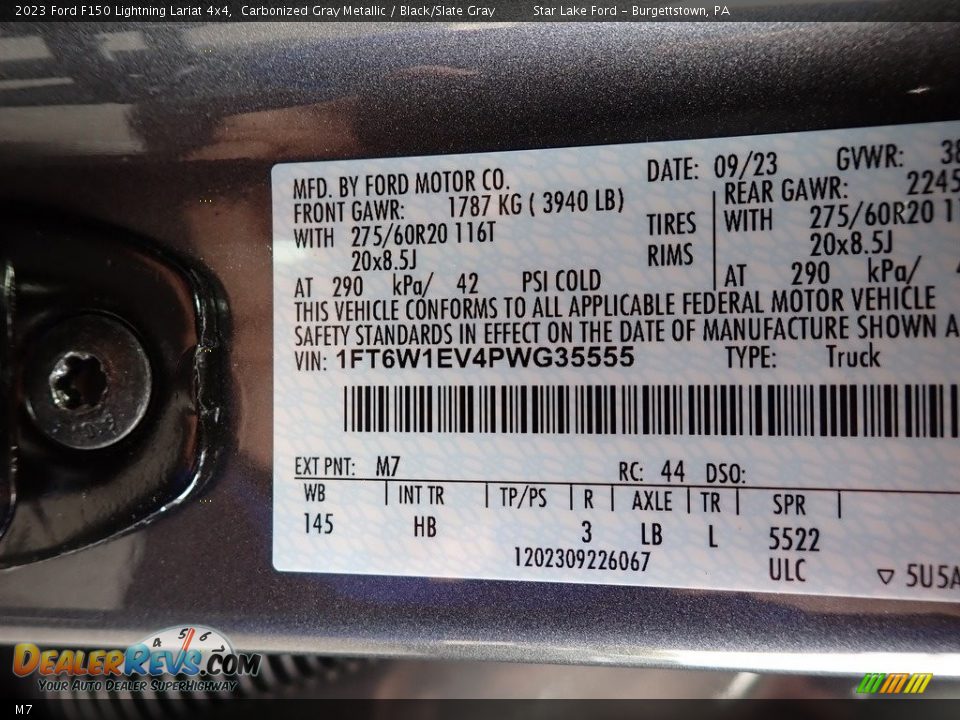 2023 Ford F150 Lightning Lariat 4x4, Carbonized Gray Metallic / Black/Slate Gray Star Lake Ford - Burgettstown, PA
MFD. BY FORD MOTOR CO. DATE: 09/23 GVWR:
FRONT GAWR: 1787 KG ( 3940 LB) REAR GAWR: 2245
WITH 275/60R20 116T TIRES WITH 275/60R20
20x8.5J RIMS 20x8.5J
AT 290 kPa/ 42 PSI COLD AT 290 kPa/
THIS VEHICLE CONFORMS TO ALL APPLICABLE FEDERAL MOTOR VEHICLE
SAFETY STANDARDS IN EFFECT ON THE DATE OF MANUFACTURE SHOWN
VIN: 1FT6W1EV4PWG35555 TYPE: Truck
EXT PNT: M7 RC: 44 DSO:
WB INT TR TP/PS R AXLE TR SPR
145 HB 3 LB L 5522
1202309226067 ULC ▽ 5U5A
4 5 6
DEALERREVS.COM
YOUR AUTO DEALER SUPERHIGHWAY
M7